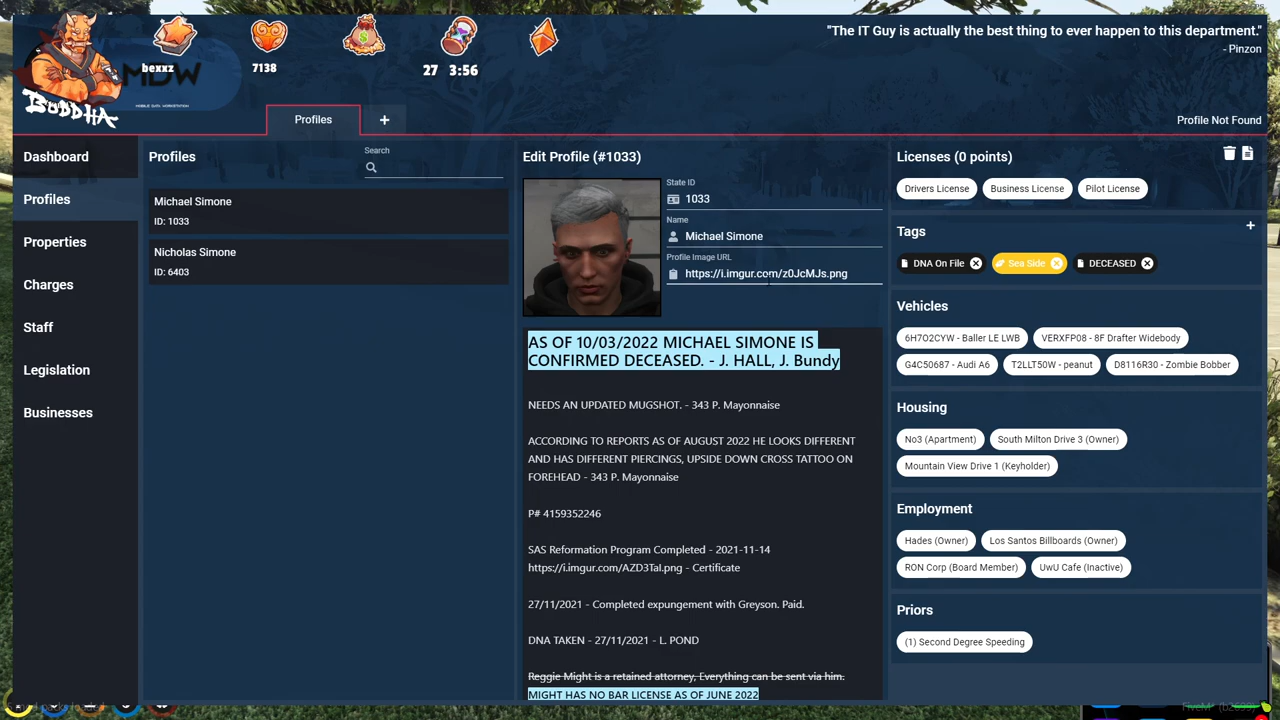 bexxz
7138
27 3:56
"The IT Guy is actually the best thing to ever happen to this department."
- Pinzon
MDW
MOBILE DATA WORKSTATION
BUDDHA
Profiles
+
Profile Not Found
Dashboard
Profiles
Properties
Charges
Staff
Legislation
Businesses
Profiles
Search
Michael Simone
ID: 1033
Nicholas Simone
ID: 6403
Edit Profile (#1033)
State ID
1033
Name
Michael Simone
Profile Image URL
https://i.imgur.com/z0JcMJs.png
AS OF 10/03/2022 MICHAEL SIMONE IS
CONFIRMED DECEASED. - J. HALL, J. Bundy
NEEDS AN UPDATED MUGSHOT. - 343 P. Mayonnaise
ACCORDING TO REPORTS AS OF AUGUST 2022 HE LOOKS DIFFERENT
AND HAS DIFFERENT PIERCINGS, UPSIDE DOWN CROSS TATTOO ON
FOREHEAD - 343 P. Mayonnaise
P# 4159352246
SAS Reformation Program Completed - 2021-11-14
https://i.imgur.com/AZD3TaI.png - Certificate
27/11/2021 - Completed expungement with Greyson. Paid.
DNA TAKEN - 27/11/2021 - L. POND
Reggie Might is a retained attorney, Everything can be sent via him.
MIGHT HAS NO BAR LICENSE AS OF JUNE 2022
Licenses (0 points)
Drivers License Business License Pilot License
Tags
+
DNA On File Sea Side DECEASED
Vehicles
6H7O2CYW - Baller LE LWB VERXFP08 - 8F Drafter Widebody
G4C50687 - Audi A6 T2LLT50W - peanut D8116R30 - Zombie Bobber
Housing
No3 (Apartment) South Milton Drive 3 (Owner)
Mountain View Drive 1 (Keyholder)
Employment
Hades (Owner) Los Santos Billboards (Owner)
RON Corp (Board Member) UwU Cafe (Inactive)
Priors
(1) Second Degree Speeding